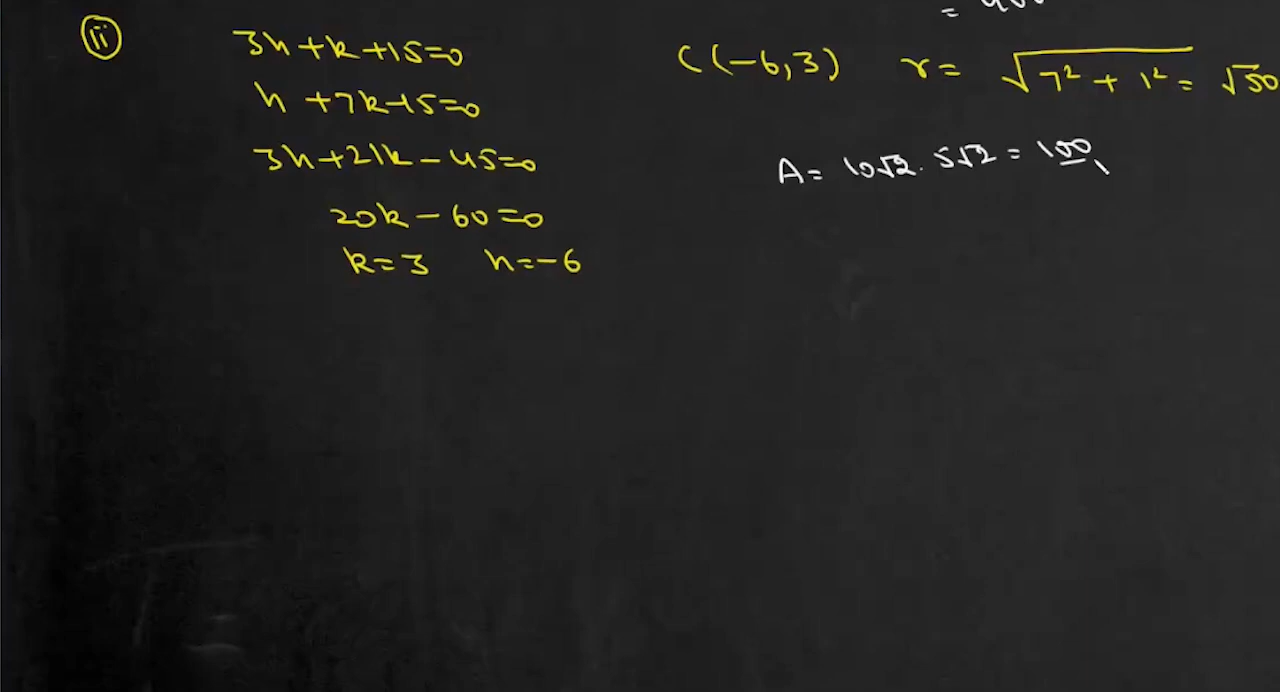 = 400
ii 3h+k+15=0
h+7k-15=0
3h+21k-45=0
20k-60=0
k=3 h=-6
C(-6,3) r= √7²+1² = √50
A= 10√2. 5√2 = 100